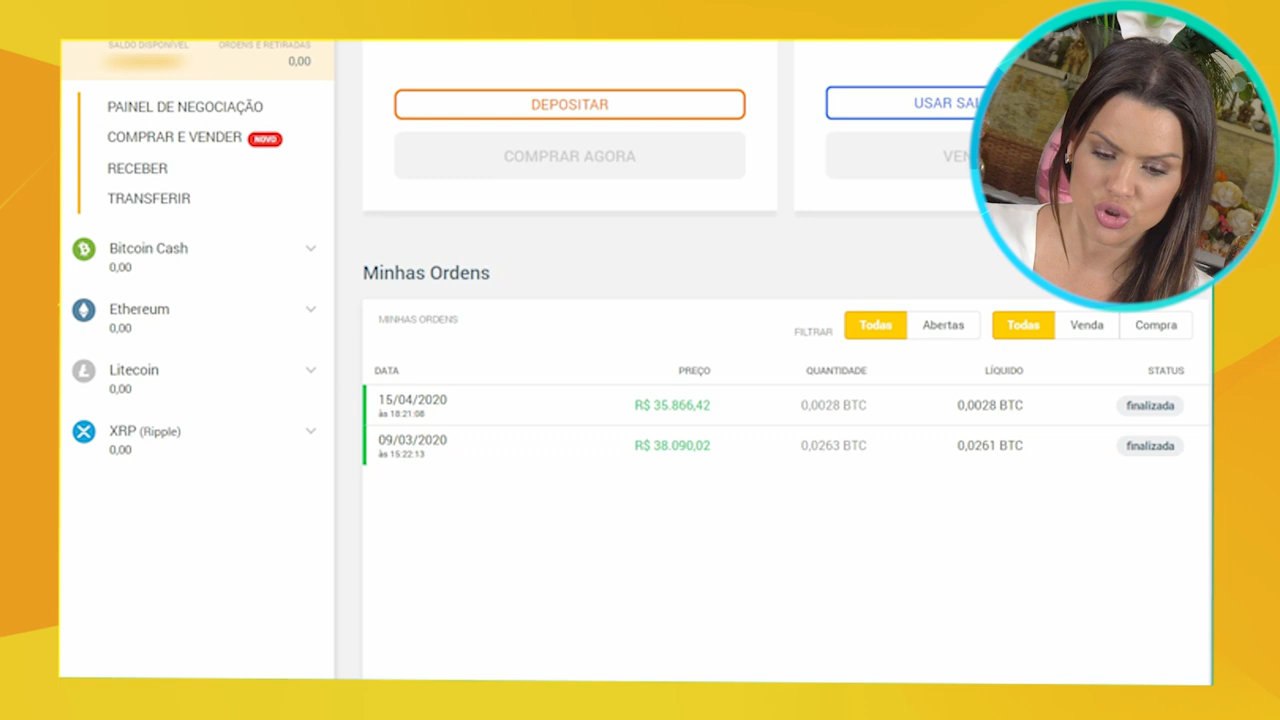 SALDO DISPONÍVEL ORDENS E RETIRADAS
0,00
PAINEL DE NEGOCIAÇÃO
COMPRAR E VENDER NOVO
RECEBER
TRANSFERIR
Bitcoin Cash
0,00
Ethereum
0,00
Litecoin
0,00
XRP (Ripple)
0,00
DEPOSITAR
COMPRAR AGORA
USAR SAL
VEN
Minhas Ordens
MINHAS ORDENS
FILTRAR Todas Abertas Todas Venda Compra
DATA PREÇO QUANTIDADE LÍQUIDO STATUS
15/04/2020 R$ 35.866,42 0,0028 BTC 0,0028 BTC finalizada
às 18:21:08
09/03/2020 R$ 38.090,02 0,0263 BTC 0,0261 BTC finalizada
às 15:22:13